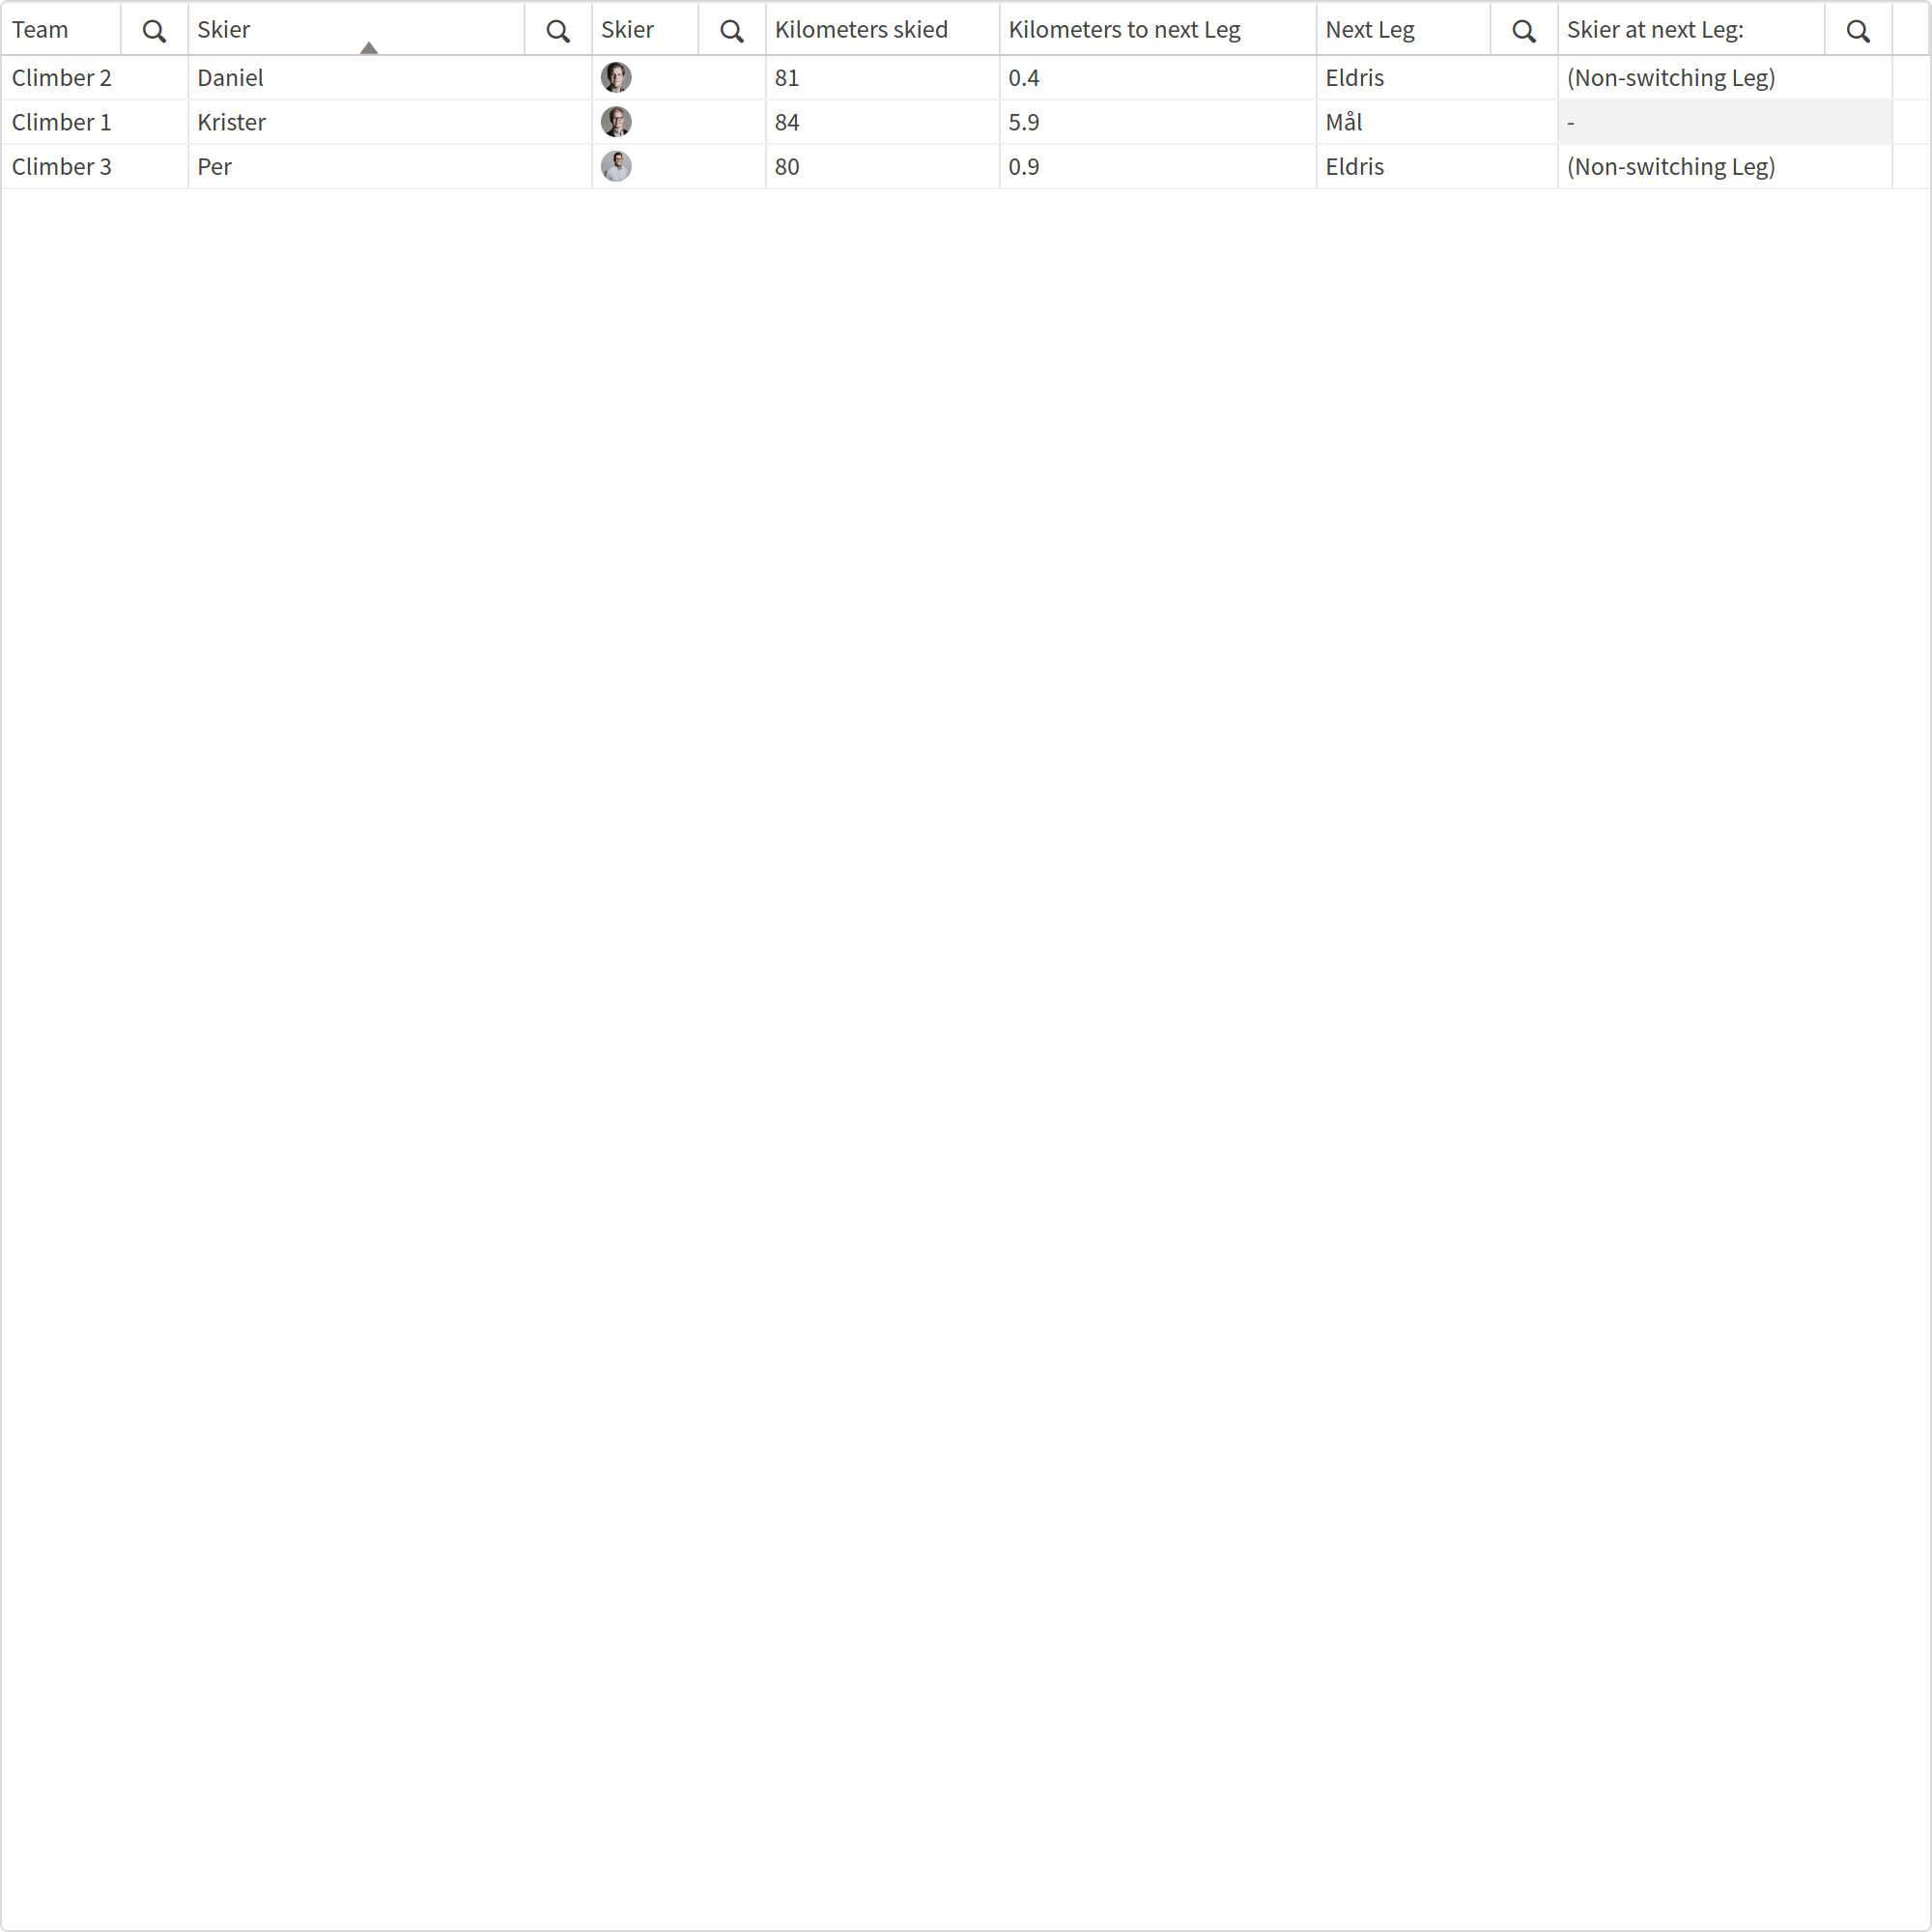 Team Skier Skier Kilometers skied Kilometers to next Leg Next Leg Skier at next Leg:
Climber 2 Daniel 81 0.4 Eldris (Non-switching Leg)
Climber 1 Krister 84 5.9 Mål -
Climber 3 Per 80 0.9 Eldris (Non-switching Leg)